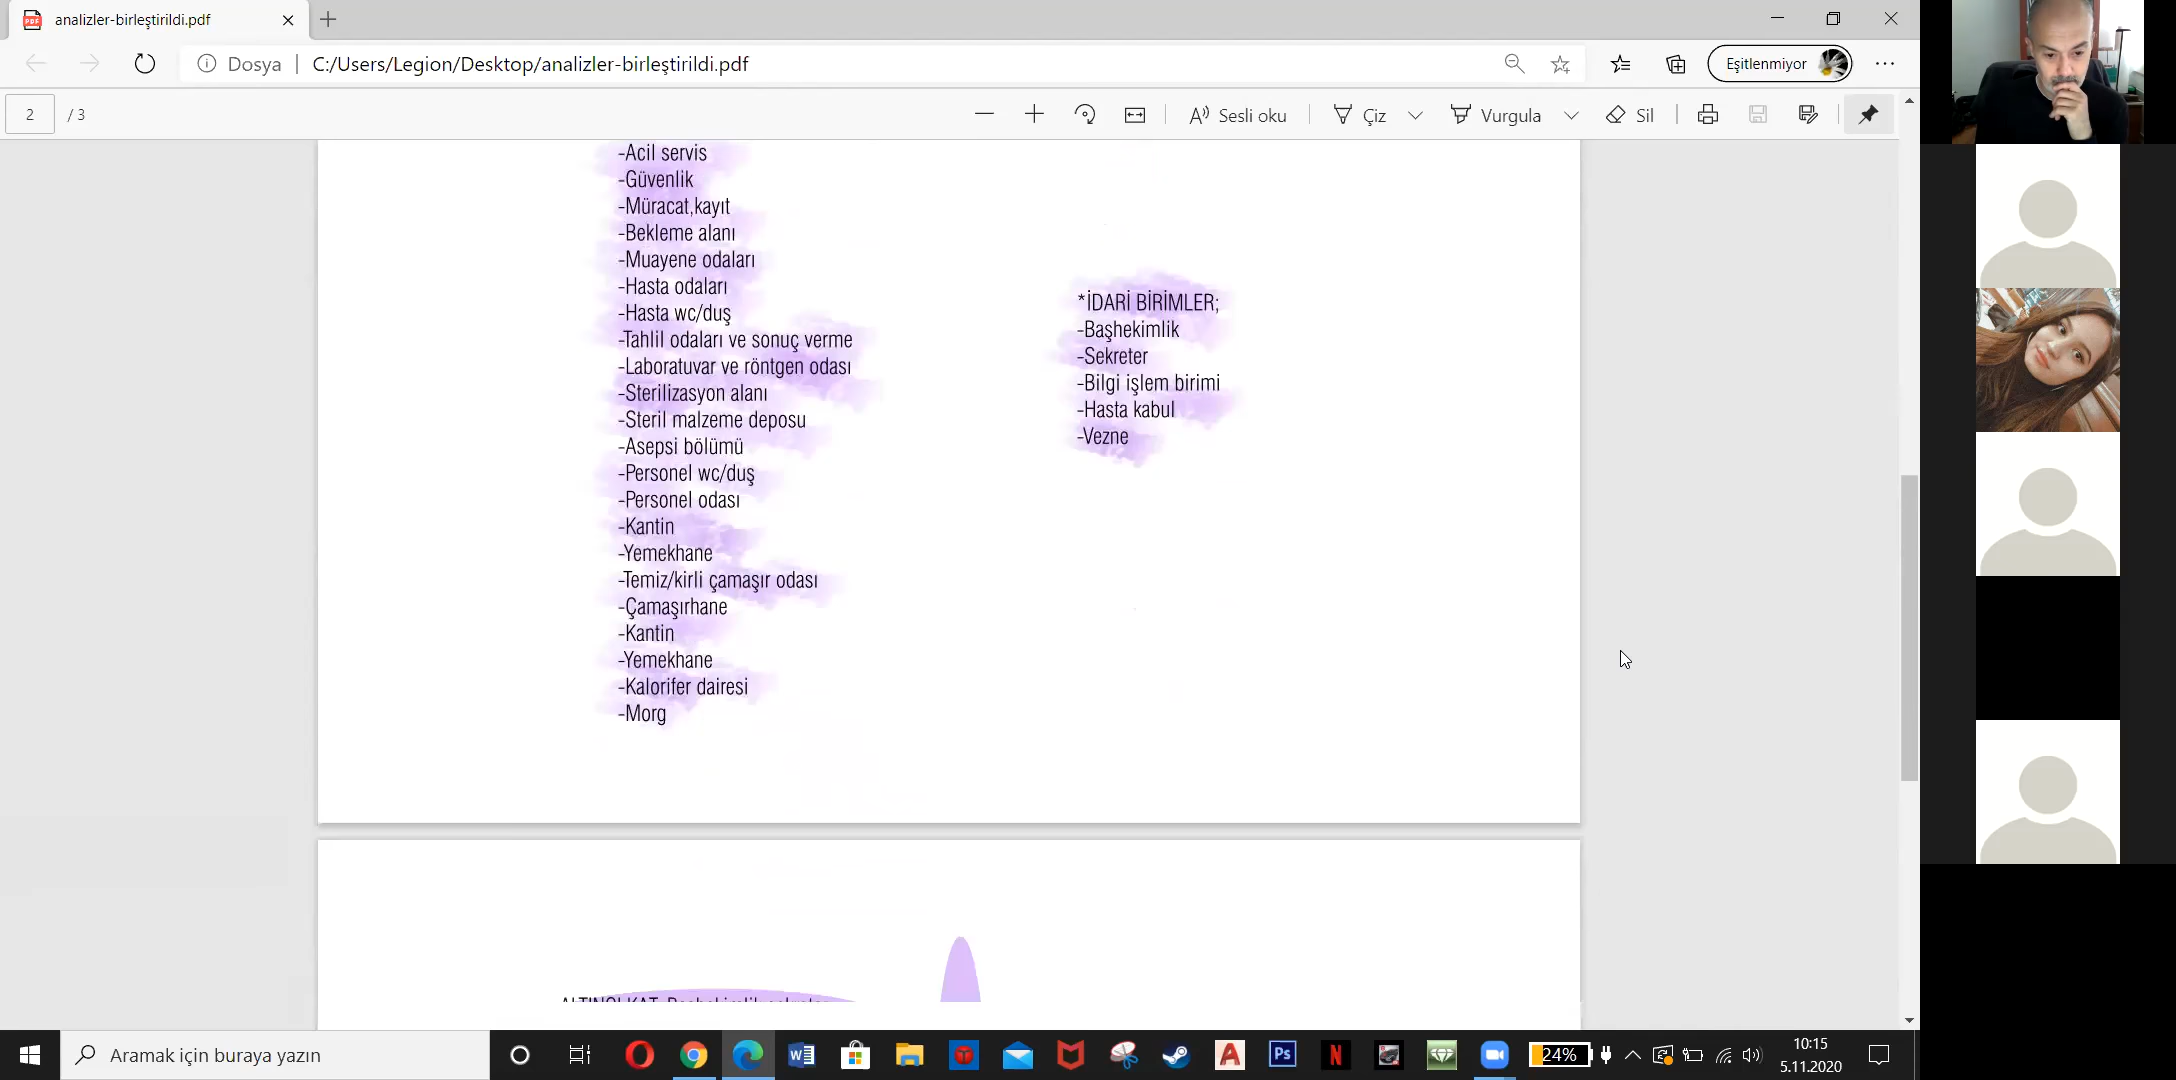 analizler-birleştirildi.pdf
Dosya
C:/Users/Legion/Desktop/analizler-birleştirildi.pdf
Eşitlenmiyor
2 / 3
Sesli oku
Çiz
Vurgula
Sil
-Acil servis
-Güvenlik
-Müracat,kayıt
-Bekleme alanı
-Muayene odaları
-Hasta odaları
-Hasta wc/duş
-Tahlil odaları ve sonuç verme
-Laboratuvar ve röntgen odası
-Sterilizasyon alanı
-Steril malzeme deposu
-Asepsi bölümü
-Personel wc/duş
-Personel odası
-Kantin
-Yemekhane
-Temiz/kirli çamaşır odası
-Çamaşırhane
-Kantin
-Yemekhane
-Kalorifer dairesi
-Morg
*İDARİ BİRİMLER;
-Başhekimlik
-Sekreter
-Bilgi işlem birimi
-Hasta kabul
-Vezne
Aramak için buraya yazın
24%
10:15
5.11.2020